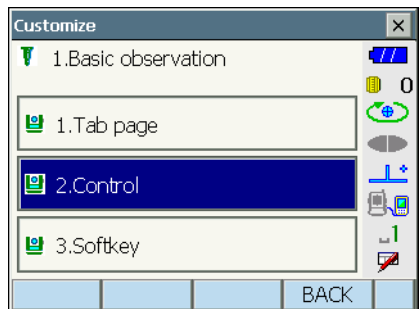 Customize
1.Basic observation
0
1.Tab page
2.Control
3.Softkey
1
BACK